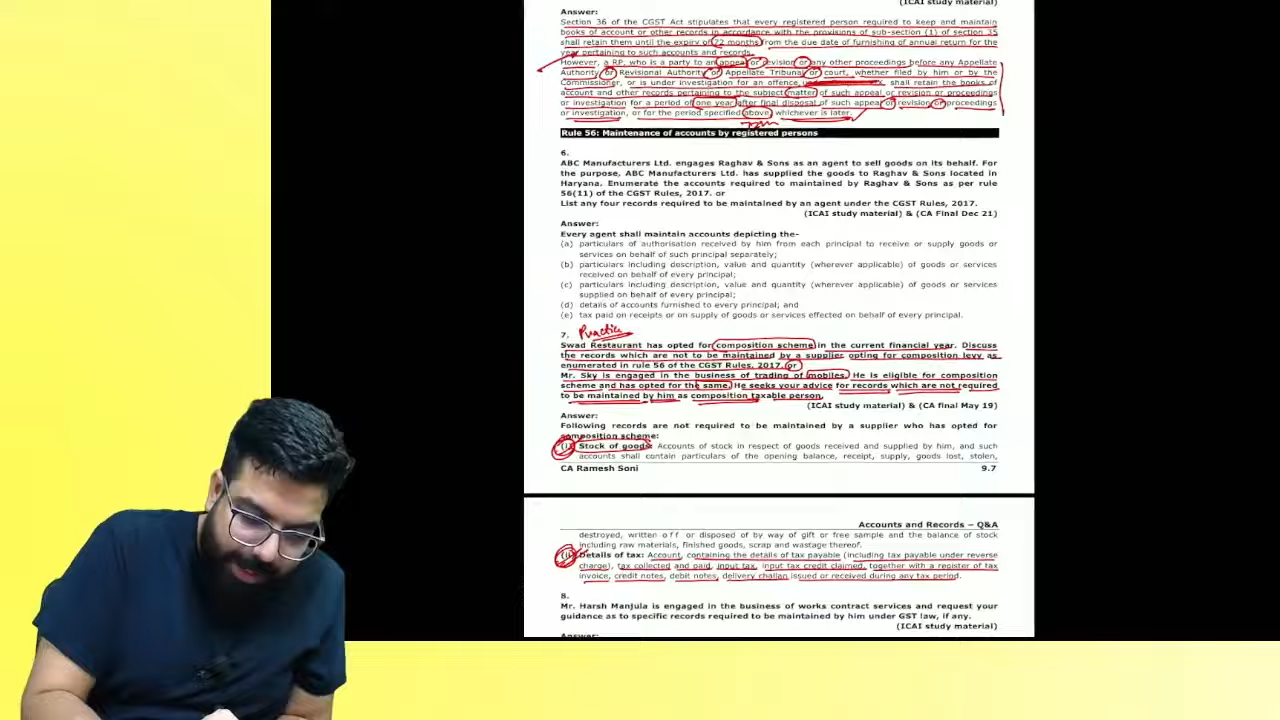 (ICAI study material)
Answer:
Section 36 of the CGST Act stipulates that every registered person required to keep and maintain
books of account or other records in accordance with the provisions of sub-section (1) of section 35
shall retain them until the expiry of 72 months from the due date of furnishing of annual return for the
year pertaining to such accounts and records.
However, a RP, who is a party to an appeal or revision or any other proceedings before any Appellate
Authority or Revisional Authority or Appellate Tribunal or court, whether filed by him or by the
Commissioner, or is under investigation for an offence shall retain the books of
account and other records pertaining to the subject matter of such appeal or revision or proceedings
or investigation for a period of one year after final disposal of such appeal or revision or proceedings
or investigation, or for the period specified above, whichever is later.
Rule 56: Maintenance of accounts by registered persons
6.
ABC Manufacturers Ltd. engages Raghav & Sons as an agent to sell goods on its behalf. For
the purpose, ABC Manufacturers Ltd. has supplied the goods to Raghav & Sons located in
Haryana. Enumerate the accounts required to maintained by Raghav & Sons as per rule
56(11) of the CGST Rules, 2017. or
List any four records required to be maintained by an agent under the CGST Rules, 2017.
(ICAI study material) & (CA Final Dec 21)
Answer:
Every agent shall maintain accounts depicting the-
(a) particulars of authorisation received by him from each principal to receive or supply goods or
services on behalf of such principal separately;
(b) particulars including description, value and quantity (wherever applicable) of goods or services
received on behalf of every principal;
(c) particulars including description, value and quantity (wherever applicable) of goods or services
supplied on behalf of every principal;
(d) details of accounts furnished to every principal; and
(e) tax paid on receipts or on supply of goods or services effected on behalf of every principal.
7. Practice
Swad Restaurant has opted for composition scheme in the current financial year. Discuss
the records which are not to be maintained by a supplier opting for composition levy as
enumerated in rule 56 of the CGST Rules, 2017. or
Mr. Sky is engaged in the business of trading of mobiles. He is eligible for composition
scheme and has opted for the same. He seeks your advice for records which are not required
to be maintained by him as composition taxable person.
(ICAI study material) & (CA final May 19)
Answer:
Following records are not required to be maintained by a supplier who has opted for
composition scheme:
(i) Stock of goods: Accounts of stock in respect of goods received and supplied by him, and such
accounts shall contain particulars of the opening balance, receipt, supply, goods lost, stolen,
CA Ramesh Soni 9.7
Accounts and Records – Q&A
destroyed, written off or disposed of by way of gift or free sample and the balance of stock
including raw materials, finished goods, scrap and wastage thereof.
(ii) Details of tax: Account, containing the details of tax payable (including tax payable under reverse
charge), tax collected and paid, input tax, input tax credit claimed, together with a register of tax
invoice, credit notes, debit notes, delivery challan issued or received during any tax period.
8.
Mr. Harsh Manjula is engaged in the business of works contract services and request your
guidance as to specific records required to be maintained by him under GST law, if any.
(ICAI study material)
Answer: